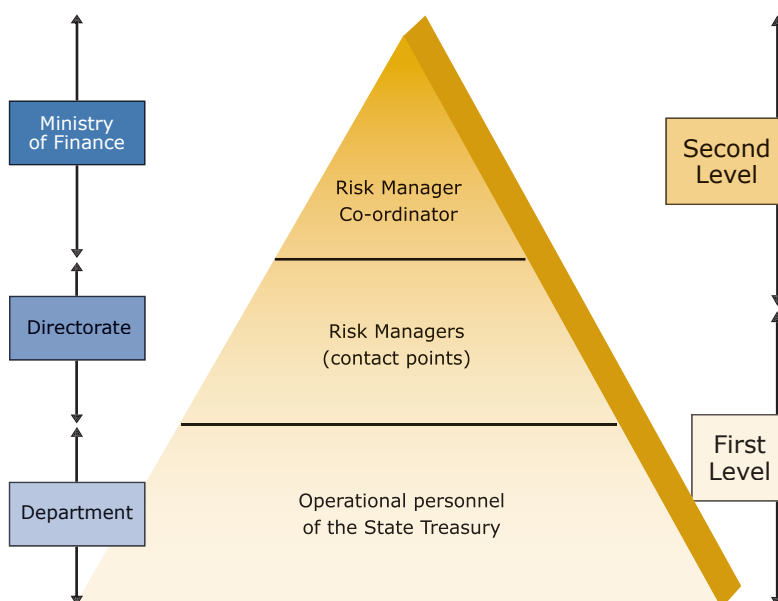 Ministry
of Finance
Second
Level
Risk Manager
Co-ordinator
Directorate
Risk Managers
(contact points)
First
Level
Department
Operational personnel
of the State Treasury